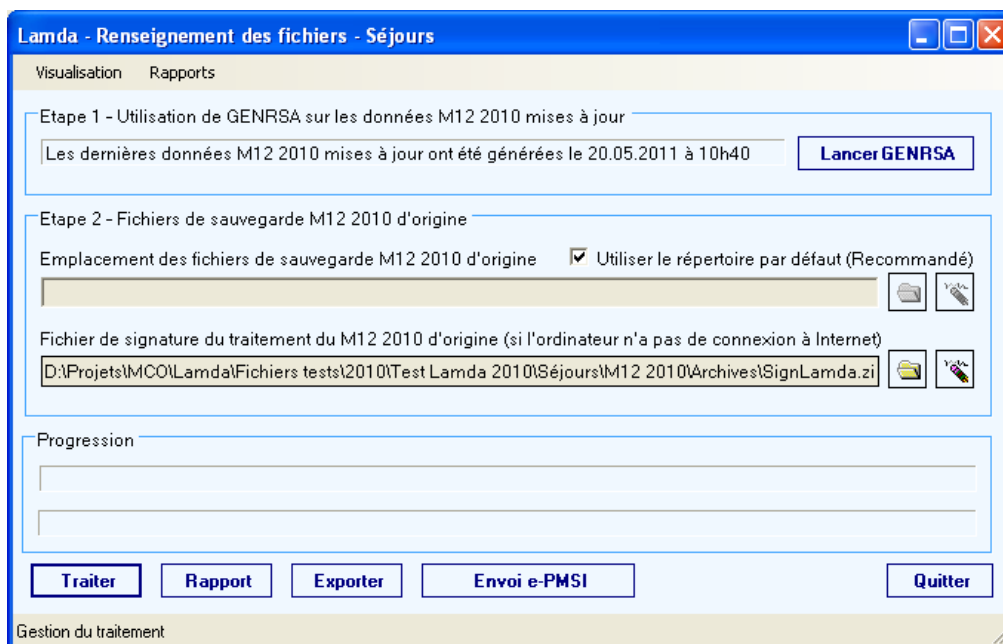 Lamda - Renseignement des fichiers - Séjours
Visualisation Rapports
Etape 1 - Utilisation de GENRSA sur les données M12 2010 mises à jour
Les dernières données M12 2010 mises à jour ont été générées le 20.05.2011 à 10h40 Lancer GENRSA
Etape 2 - Fichiers de sauvegarde M12 2010 d'origine
Emplacement des fichiers de sauvegarde M12 2010 d'origine Utiliser le répertoire par défaut (Recommandé)
Fichier de signature du traitement du M12 2010 d'origine (si l'ordinateur n'a pas de connexion à Internet)
D:\Projets\MCO\Lamda\Fichiers tests\2010\Test Lamda 2010\Séjours\M12 2010\Archives\SignLamda.zi
Progression
Traiter Rapport Exporter Envoi e-PMSI Quitter
Gestion du traitement